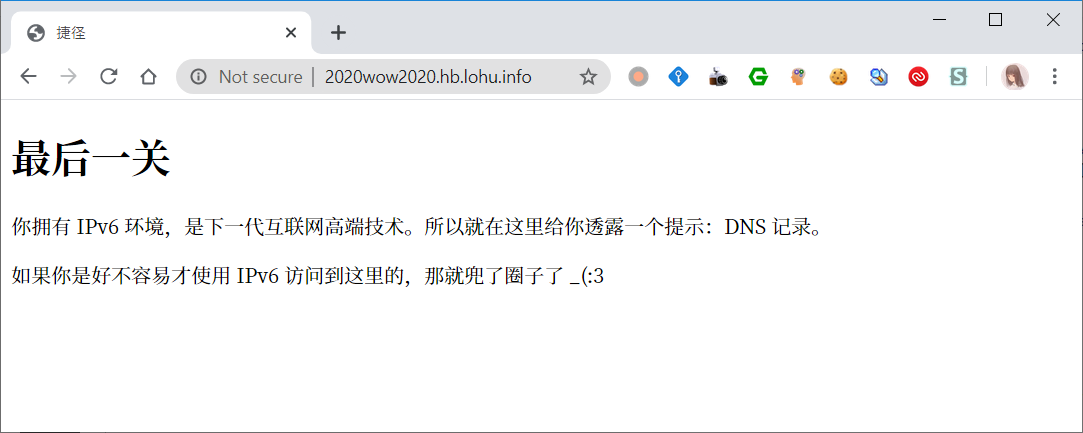 捷径
Not secure | 2020wow2020.hb.lohu.info
最后一关
你拥有 IPv6 环境，是下一代互联网高端技术。所以就在这里给你透露一个提示：DNS 记录。
如果你是好不容易才使用 IPv6 访问到这里的，那就兜了圈子了 _(:3